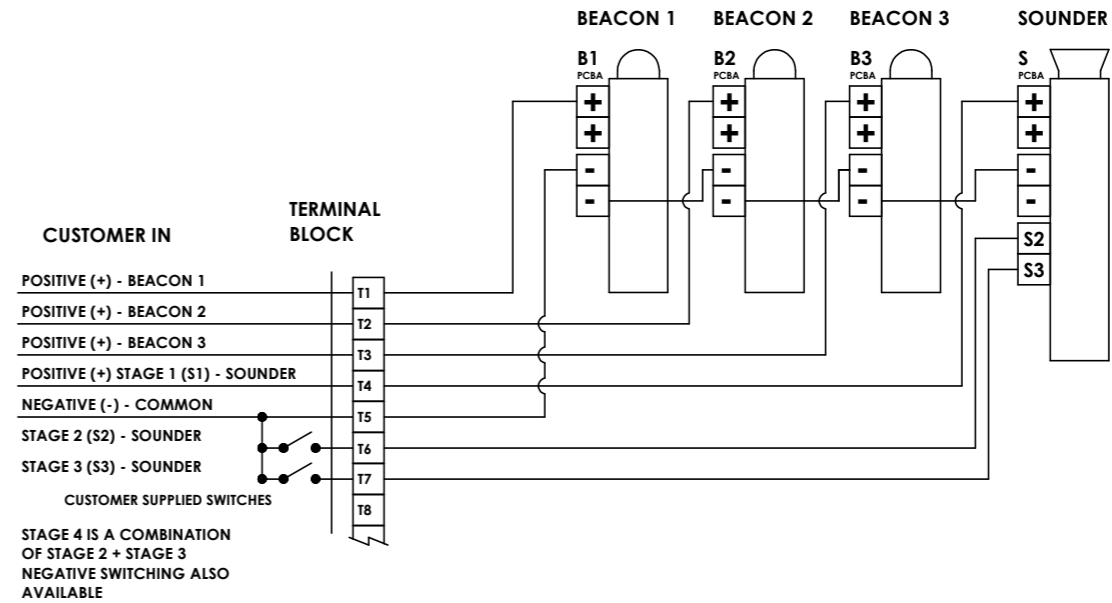 BEACON 1 BEACON 2 BEACON 3 SOUNDER
B1 B2 B3 S
PCBA PCBA PCBA PCBA
+ + + +
+ + + +
- - - -
- - - -
S2
S3
CUSTOMER IN
TERMINAL
BLOCK
POSITIVE (+) - BEACON 1
T1
POSITIVE (+) - BEACON 2
T2
POSITIVE (+) - BEACON 3
T3
POSITIVE (+) STAGE 1 (S1) - SOUNDER
T4
NEGATIVE (-) - COMMON
T5
STAGE 2 (S2) - SOUNDER
T6
STAGE 3 (S3) - SOUNDER
T7
CUSTOMER SUPPLIED SWITCHES
T8
STAGE 4 IS A COMBINATION
OF STAGE 2 + STAGE 3
NEGATIVE SWITCHING ALSO
AVAILABLE